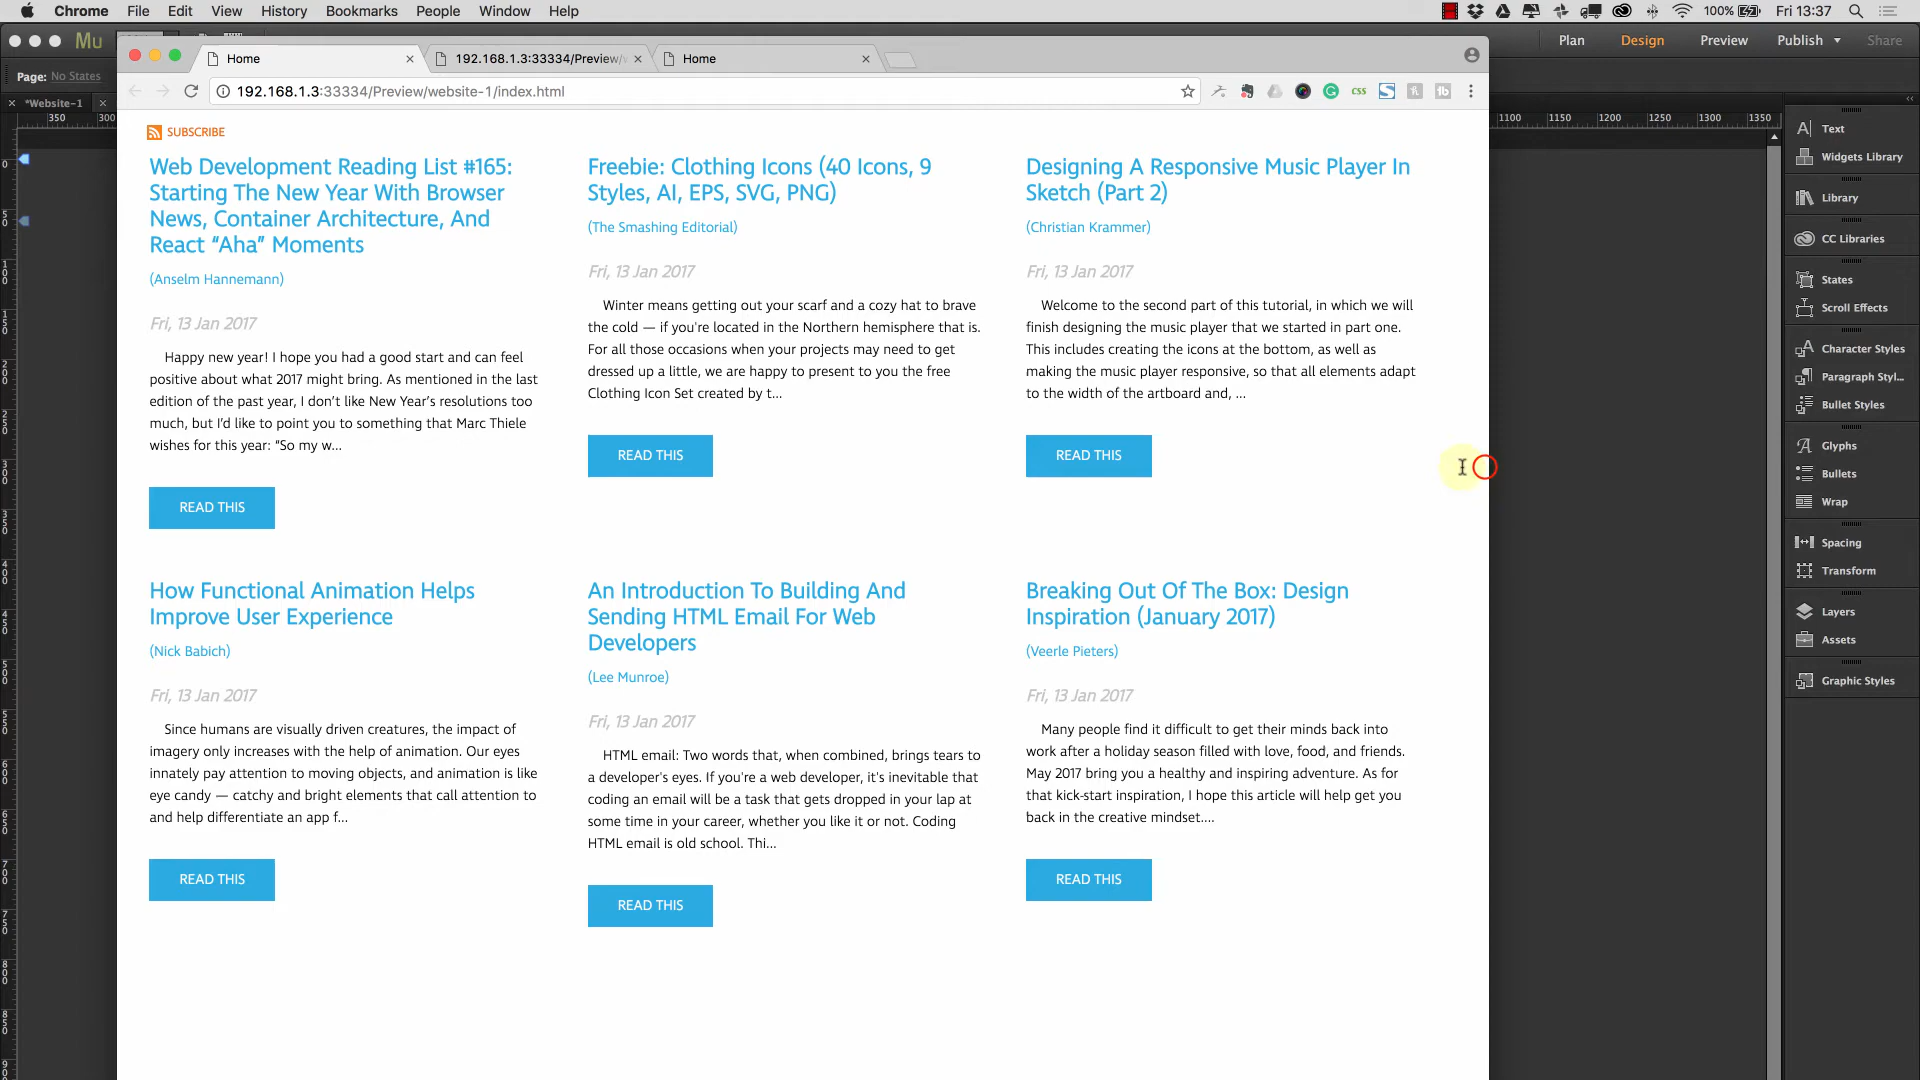 Chrome File Edit View History Bookmarks People Window Help
100% Fri 13:37
Mu
Plan Design Preview Publish Share
Page: No States
Home
192.168.1.3:33334/Preview/
Home
*Website-1
192.168.1.3:33334/Preview/website-1/index.html
350 300
1100 1150 1200 1250 1300 1350
SUBSCRIBE
Web Development Reading List #165:
Starting The New Year With Browser
News, Container Architecture, And
React “Aha” Moments
(Anselm Hannemann)
Fri, 13 Jan 2017
Happy new year! I hope you had a good start and can feel
positive about what 2017 might bring. As mentioned in the last
edition of the past year, I don’t like New Year’s resolutions too
much, but I’d like to point you to something that Marc Thiele
wishes for this year: “So my w...
READ THIS
Freebie: Clothing Icons (40 Icons, 9
Styles, AI, EPS, SVG, PNG)
(The Smashing Editorial)
Fri, 13 Jan 2017
Winter means getting out your scarf and a cozy hat to brave
the cold — if you're located in the Northern hemisphere that is.
For all those occasions when your projects may need to get
dressed up a little, we are happy to present to you the free
Clothing Icon Set created by t...
READ THIS
Designing A Responsive Music Player In
Sketch (Part 2)
(Christian Krammer)
Fri, 13 Jan 2017
Welcome to the second part of this tutorial, in which we will
finish designing the music player that we started in part one.
This includes creating the icons at the bottom, as well as
making the music player responsive, so that all elements adapt
to the width of the artboard and, ...
READ THIS
How Functional Animation Helps
Improve User Experience
(Nick Babich)
Fri, 13 Jan 2017
Since humans are visually driven creatures, the impact of
imagery only increases with the help of animation. Our eyes
innately pay attention to moving objects, and animation is like
eye candy — catchy and bright elements that call attention to
and help differentiate an app f...
READ THIS
An Introduction To Building And
Sending HTML Email For Web
Developers
(Lee Munroe)
Fri, 13 Jan 2017
HTML email: Two words that, when combined, brings tears to
a developer's eyes. If you're a web developer, it's inevitable that
coding an email will be a task that gets dropped in your lap at
some time in your career, whether you like it or not. Coding
HTML email is old school. Thi...
READ THIS
Breaking Out Of The Box: Design
Inspiration (January 2017)
(Veerle Pieters)
Fri, 13 Jan 2017
Many people find it difficult to get their minds back into
work after a holiday season filled with love, food, and friends.
May 2017 bring you a healthy and inspiring adventure. As for
that kick-start inspiration, I hope this article will help get you
back in the creative mindset....
READ THIS
Text
Widgets Library
Library
CC Libraries
States
Scroll Effects
Character Styles
Paragraph Styl...
Bullet Styles
Glyphs
Bullets
Wrap
Spacing
Transform
Layers
Assets
Graphic Styles